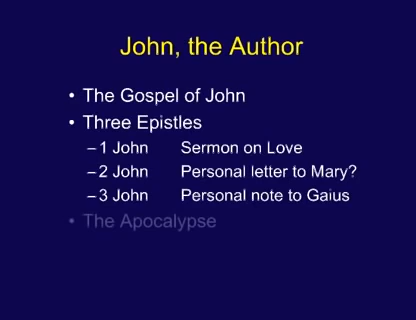 John, the Author
• The Gospel of John
• Three Epistles
– 1 John Sermon on Love
– 2 John Personal letter to Mary?
– 3 John Personal note to Gaius
• The Apocalypse